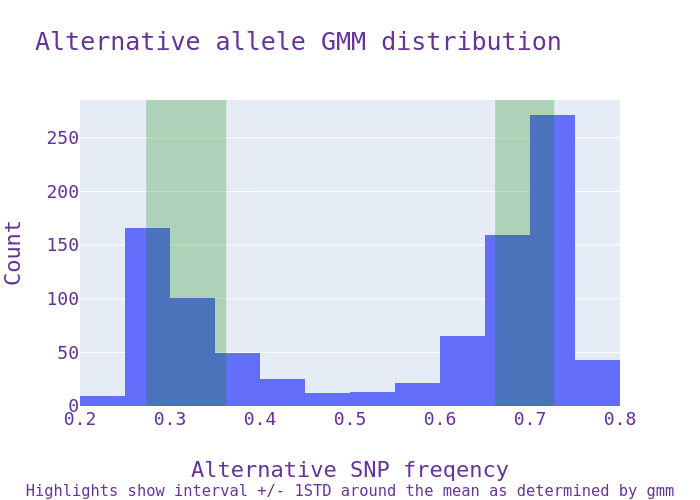 Alternative allele GMM distribution
Count
250
200
150
100
50
0
0.2 0.3 0.4 0.5 0.6 0.7 0.8
Alternative SNP freqency
Highlights show interval +/- 1STD around the mean as determined by gmm